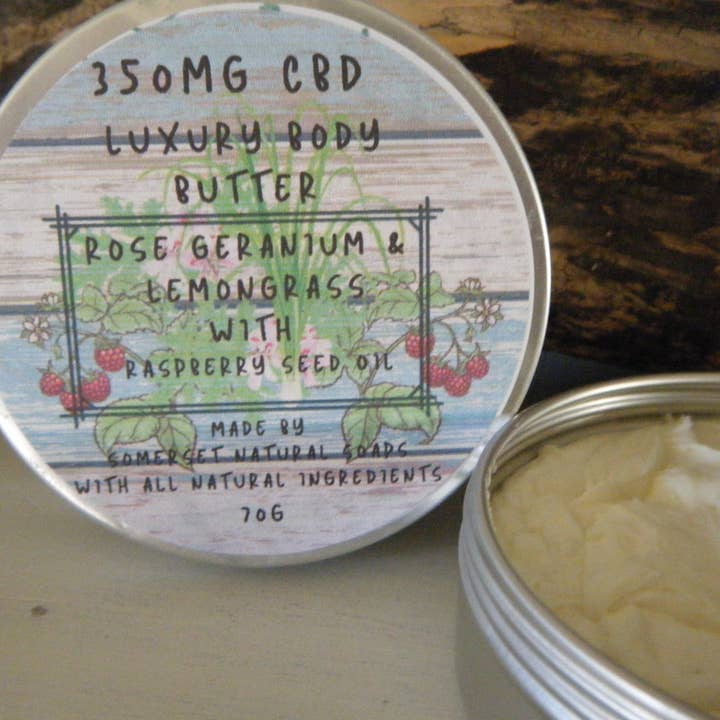 350MG CBD
LUXURY BODY
BUTTER
ROSE GERANIUM &
LEMONGRASS
WITH
RASPBERRY SEED OIL
MADE BY
SOMERSET NATURAL SOAPS
WITH ALL NATURAL INGREDIENTS
70G